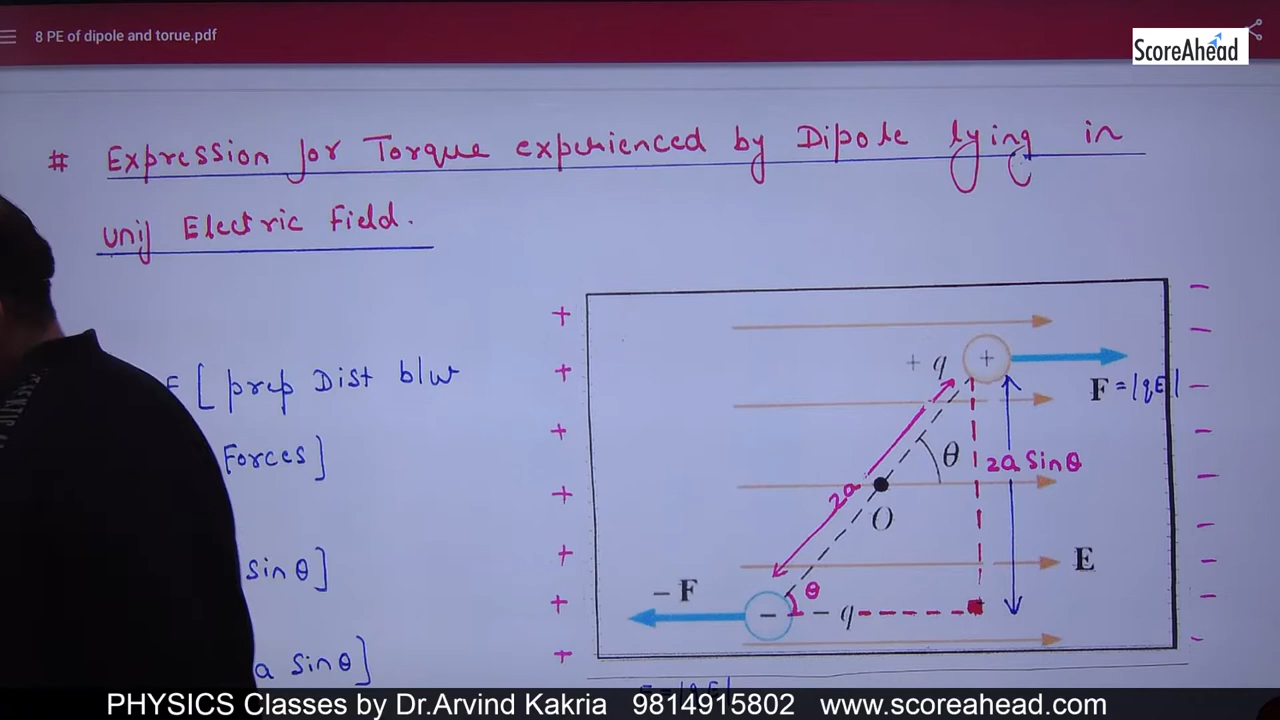 8 PE of dipole and torue.pdf
ScoreAhead
# Expression for Torque experienced by Dipole lying in
Unif Electric Field.
[ prep Dist b/w
Forces]
sin θ]
a sin θ]
+ − 
+ −
+ −
+ −
+ −
+ −
+ −
−
+ q +
F = |qE|
θ
2a sin θ
2a
O
E
− F
θ
− − q
PHYSICS Classes by Dr.Arvind Kakria 9814915802 www.scoreahead.com